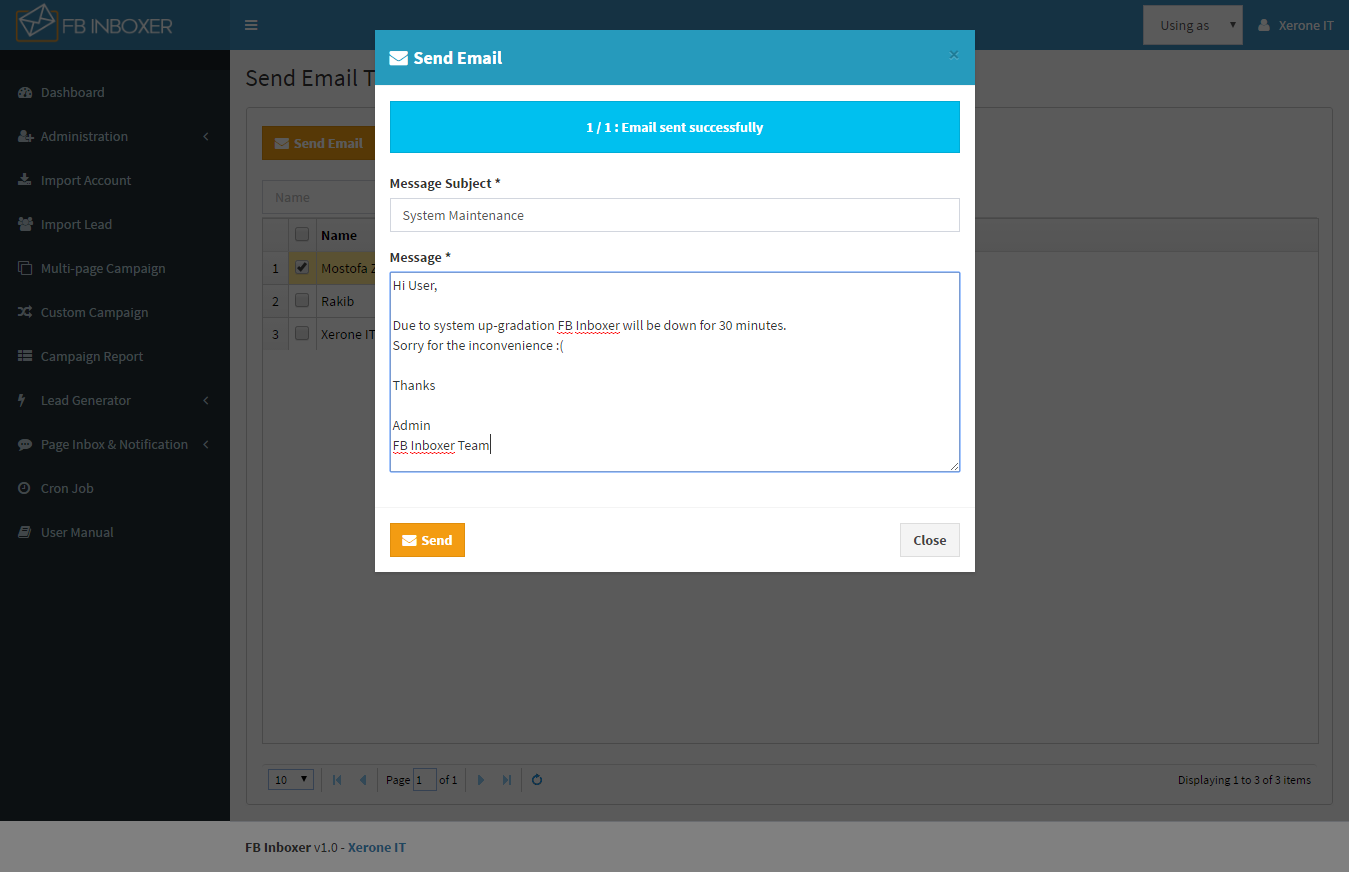 FB INBOXER
Using as
Xerone IT
Send Email
×
Send Email T
Dashboard
Administration
Import Account
Import Lead
Multi-page Campaign
Custom Campaign
Campaign Report
Lead Generator
Page Inbox & Notification
Cron Job
User Manual
Send Email
Name
Name
1 Mostofa
2 Rakib
3 Xerone IT
1 / 1 : Email sent successfully
Message Subject *
System Maintenance
Message *
Hi User,
Due to system up-gradation FB Inboxer will be down for 30 minutes.
Sorry for the inconvenience :(
Thanks
Admin
FB Inboxer Team
Send
Close
10
Page 1 of 1
Displaying 1 to 3 of 3 items
FB Inboxer v1.0 - Xerone IT